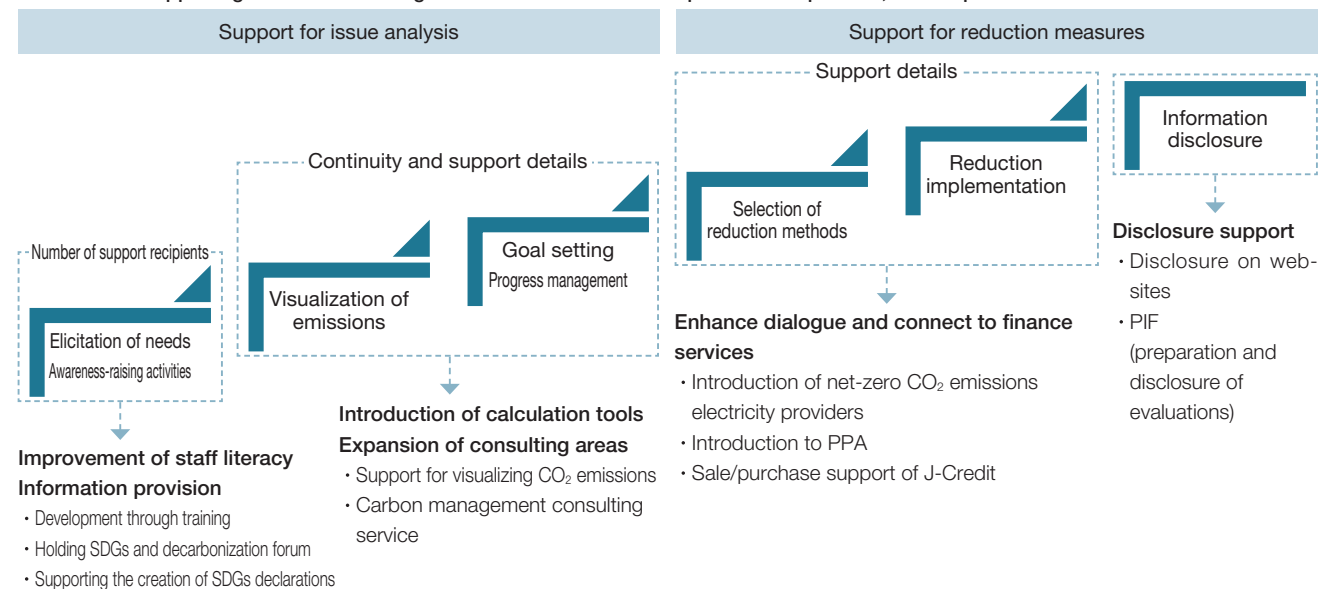 Support for issue analysis
Number of support recipients
Elicitation of needs
Awareness-raising activities
Improvement of staff literacy
Information provision
・Development through training
・Holding SDGs and decarbonization forum
・Supporting the creation of SDGs declarations
Continuity and support details
Visualization of
emissions
Goal setting
Progress management
Introduction of calculation tools
Expansion of consulting areas
・Support for visualizing CO₂ emissions
・Carbon management consulting
service
Support for reduction measures
Support details
Selection of
reduction methods
Reduction
implementation
Enhance dialogue and connect to finance
services
・Introduction of net-zero CO₂ emissions
electricity providers
・Introduction to PPA
・Sale/purchase support of J-Credit
Information
disclosure
Disclosure support
・Disclosure on web-
sites
・PIF
(preparation and
disclosure of
evaluations)